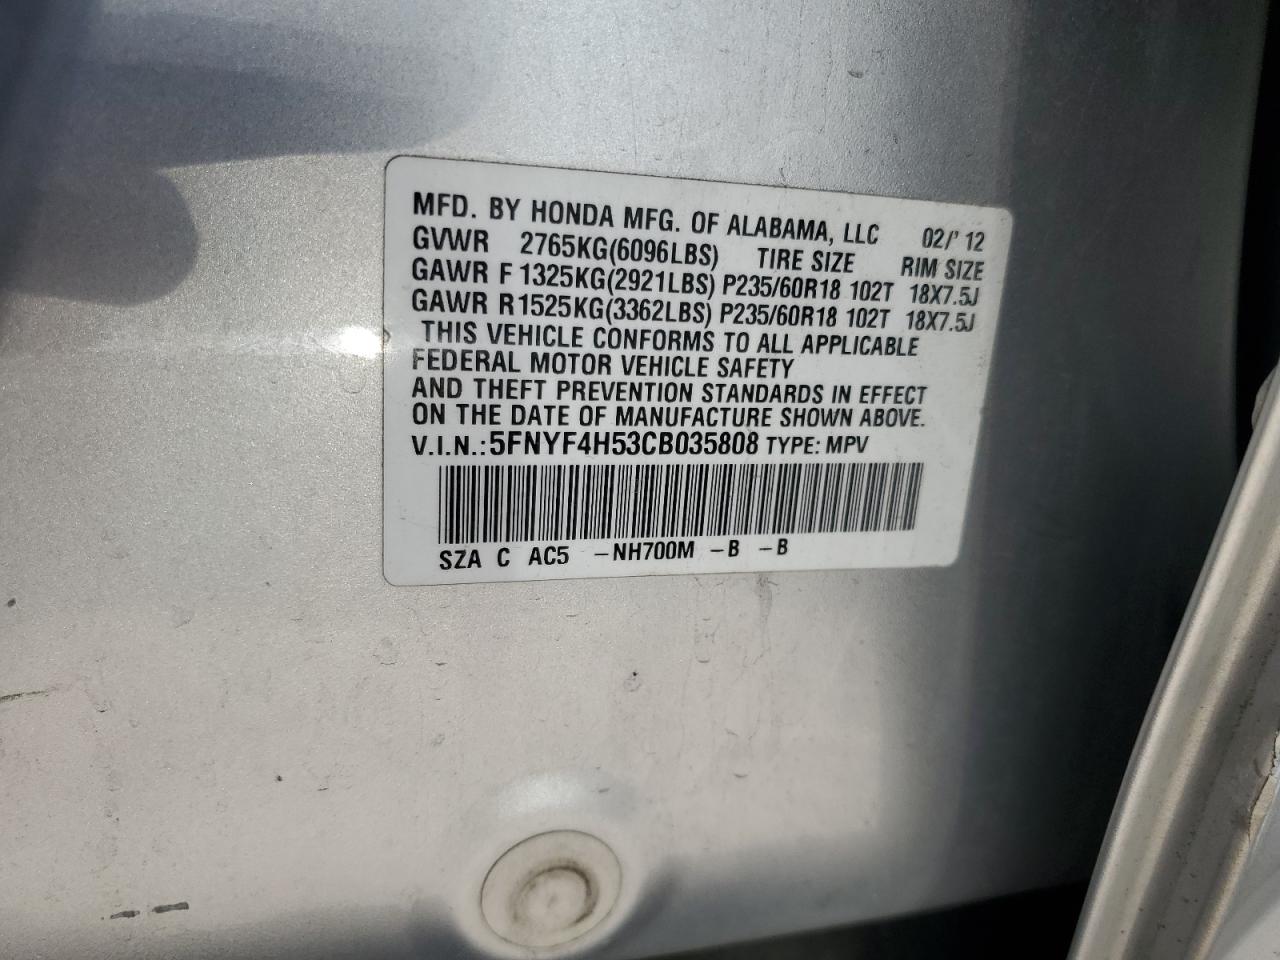 MFD. BY HONDA MFG. OF ALABAMA, LLC 02/' 12
GVWR 2765KG(6096LBS) TIRE SIZE RIM SIZE
GAWR F 1325KG(2921LBS) P235/60R18 102T 18X7.5J
GAWR R1525KG(3362LBS) P235/60R18 102T 18X7.5J
THIS VEHICLE CONFORMS TO ALL APPLICABLE
FEDERAL MOTOR VEHICLE SAFETY
AND THEFT PREVENTION STANDARDS IN EFFECT
ON THE DATE OF MANUFACTURE SHOWN ABOVE.
V.I.N.: 5FNYF4H53CB035808 TYPE: MPV
SZA C AC5 –NH700M –B –B